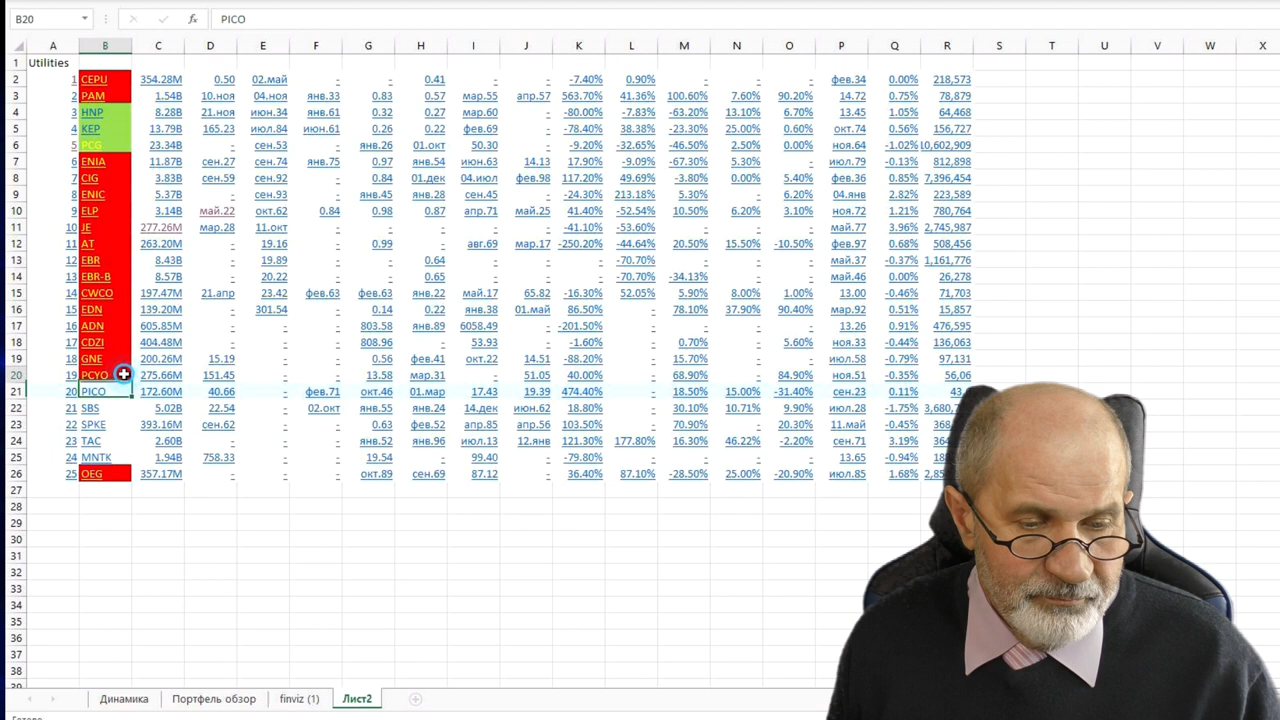 B20 fx PICO
A B C D E F G H I J K L M N O P Q R S T U V W X
1 Utilities
2 1 CEPU 354.28M 0.50 02.май - - - 0.41 - - -7.40% 0.90% - - - фев.34 0.00% 218,573
3 2 PAM 1.54B 10.ноя 04.ноя янв.33 0.83 0.57 мар.55 апр.57 563.70% 41.36% 100.60% 7.60% 90.20% 14.72 0.75% 78,879
4 3 HNP 8.28B 21.ноя июн.34 янв.61 0.32 0.27 мар.60 - -80.00% -7.83% -63.20% 13.10% 6.70% 13.45 1.05% 64,468
5 4 KEP 13.79B 165.23 июл.84 июн.61 0.26 0.22 фев.69 - -78.40% 38.38% -23.30% 25.00% 0.60% окт.74 0.56% 156,727
6 5 PCG 23.34B - сен.53 - янв.26 01.окт 50.30 - -9.20% -32.65% -46.50% 2.50% 0.00% ноя.64 -1.02% 10,602,909
7 6 ENIA 11.87B сен.27 сен.74 янв.75 0.97 янв.54 июн.63 14.13 17.90% -9.09% -67.30% 5.30% - июл.79 -0.13% 812,898
8 7 CIG 3.83B сен.59 сен.92 - 0.84 01.дек 04.июл фев.98 117.20% 49.69% -3.80% 0.00% 5.40% фев.36 0.85% 7,396,454
9 8 ENIC 5.37B - сен.93 - янв.45 янв.28 сен.45 - -24.30% 213.18% 5.30% - - 04.янв 2.82% 223,589
10 9 ELP 3.14B май.22 окт.62 0.84 0.98 0.87 апр.71 май.25 41.40% -52.54% 10.50% 6.20% 3.10% ноя.72 1.21% 780,764
11 10 JE 277.26M мар.28 11.окт - - - - - -41.10% -53.60% - - - май.77 3.96% 2,745,987
12 11 AT 263.20M - 19.16 - 0.99 - авг.69 мар.17 -250.20% -44.64% 20.50% 15.50% -10.50% фев.97 0.68% 508,456
13 12 EBR 8.43B - 19.89 - - 0.64 - - - -70.70% - - - май.37 -0.37% 1,161,776
14 13 EBR-B 8.57B - 20.22 - - 0.65 - - - -70.70% -34.13% - - май.46 0.00% 26,278
15 14 CWCO 197.47M 21.апр 23.42 фев.63 фев.63 янв.22 май.17 65.82 -16.30% 52.05% 5.90% 8.00% 1.00% 13.00 -0.46% 71,703
16 15 EDN 139.20M - 301.54 - 0.14 0.22 янв.38 01.май 86.50% - 78.10% 37.90% 90.40% мар.92 0.51% 15,857
17 16 ADN 605.85M - - - 803.58 янв.89 6058.49 - -201.50% - - - - 13.26 0.91% 476,595
18 17 CDZI 404.48M - - - 808.96 - 53.93 - -1.60% - 0.70% - 5.60% ноя.33 -0.44% 136,063
19 18 GNE 200.26M 15.19 - - 0.56 фев.41 окт.22 14.51 -88.20% - 15.70% - - июл.58 -0.79% 97,131
20 19 PCYO 275.66M 151.45 - - 13.58 мар.31 - 51.05 40.00% - 68.90% - 84.90% ноя.51 -0.35% 56,06
21 20 PICO 172.60M 40.66 - фев.71 окт.46 01.мар 17.43 19.39 474.40% - 18.50% 15.00% -31.40% сен.23 0.11% 43
22 21 SBS 5.02B 22.54 - 02.окт янв.55 янв.24 14.дек июн.62 18.80% - 30.10% 10.71% 9.90% июл.28 -1.75% 3,680,
23 22 SPKE 393.16M сен.62 - - 0.63 фев.52 апр.85 апр.56 103.50% - 70.90% - 20.30% 11.май -0.45% 368
24 23 TAC 2.60B - - - янв.52 янв.96 июл.13 12.янв 121.30% 177.80% 16.30% 46.22% -2.20% сен.71 3.19% 364
25 24 MNTK 1.94B 758.33 - - 19.54 - 99.40 - -79.80% - - - - 13.65 -0.94% 18
26 25 OEG 357.17M - - - окт.89 сен.69 87.12 - 36.40% 87.10% -28.50% 25.00% -20.90% июл.85 1.68% 2,85
27
28
29
30
31
32
33
34
35
36
37
38
Динамика Портфель обзор finviz (1) Лист2